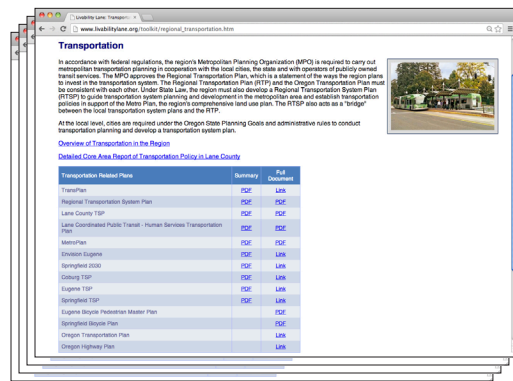 Livability Lane: Transport
www.livabilitylane.org/toolkit/regional_transportation.htm
Transportation
In accordance with federal regulations, the region's Metropolitan Planning Organization (MPO) is required to carry out
metropolitan transportation planning in cooperation with the local cities, the state and with operators of publicly owned
transit services. The MPO approves the Regional Transportation Plan, which is a statement of the ways the region plans
to invest in the transportation system. The Regional Transportation Plan (RTP) and the Oregon Transportation Plan must
be consistent with each other. Under State Law, the region must also develop a Regional Transportation System Plan
(RTSP) to guide transportation system planning and development in the metropolitan area and establish transportation
policies in support of the Metro Plan, the region's comprehensive land use plan. The RTSP also acts as a "bridge"
between the local transportation system plans and the RTP.
At the local level, cities are required under the Oregon State Planning Goals and administrative rules to conduct
transportation planning and develop a transportation system plan.
Overview of Transportation in the Region
Detailed Core Area Report of Transportation Policy in Lane County
Transportation Related Plans Summary Full Document
TransPlan PDF Link
Regional Transportation System Plan PDF Link
Lane County TSP PDF Link
Lane Coordinated Public Transit - Human Services Transportation
Plan PDF PDF
MetroPlan PDF PDF
Envision Eugene PDF Link
Springfield 2030 PDF Link
Coburg TSP PDF Link
Eugene TSP PDF Link
Springfield TSP PDF Link
Eugene Bicycle Pedestrian Master Plan PDF
Springfield Bicycle Plan PDF
Oregon Transportation Plan Link
Oregon Highway Plan Link